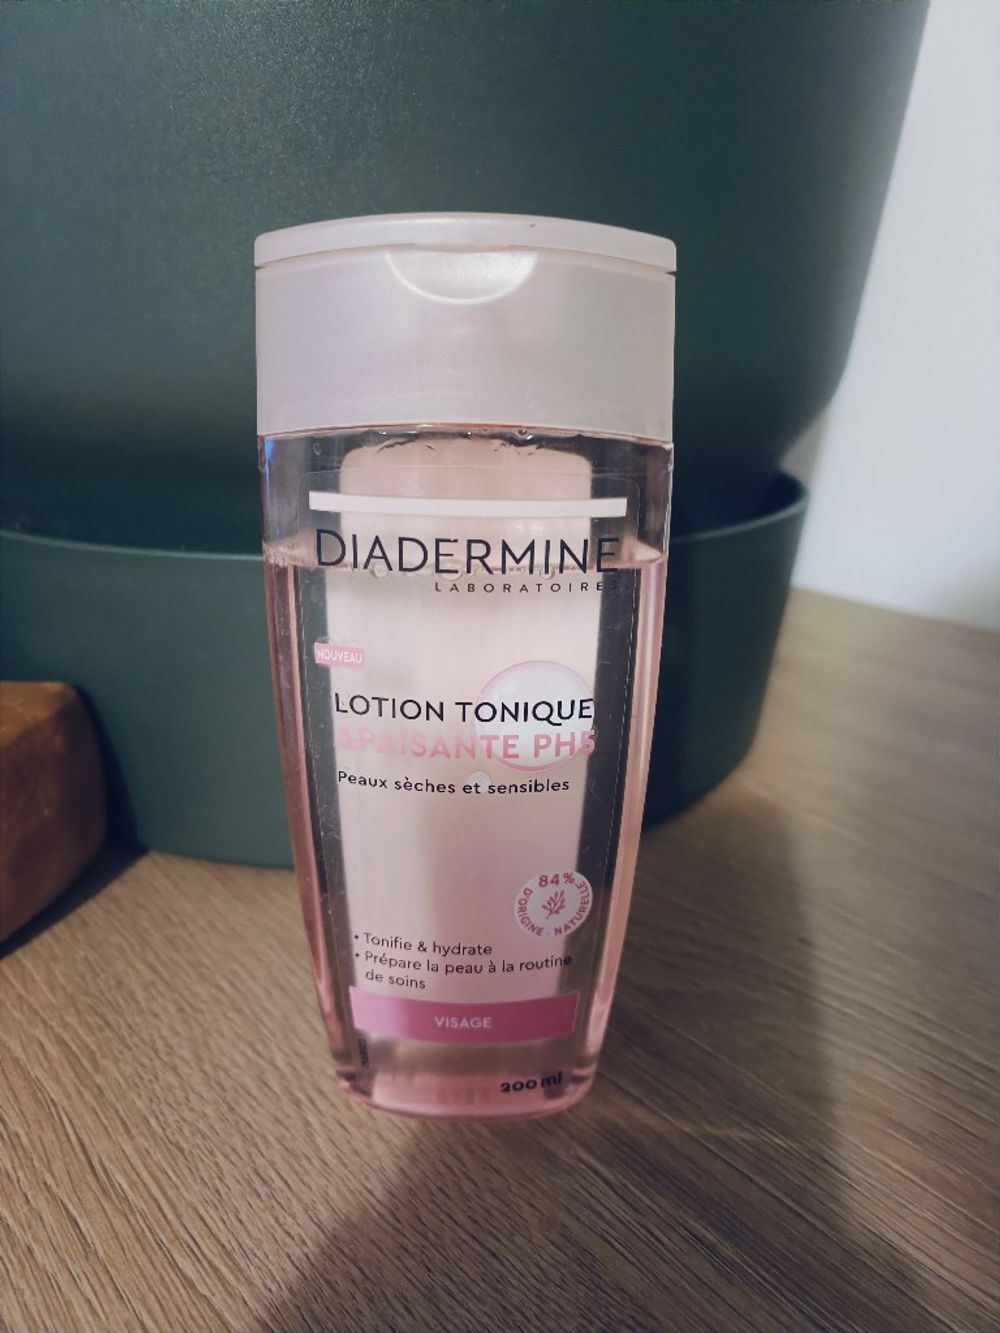 DIADERMINE
LABORATOIRES
NOUVEAU
LOTION TONIQUE
APAISANTE PH5
Peaux sèches et sensibles
84%
D'ORIGINE - NATURELLE
• Tonifie & hydrate
• Prépare la peau à la routine
de soins
VISAGE
200 ml